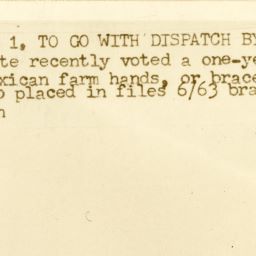 1, TO GO WITH DISPATCH BY
te recently voted a one-ye
xican farm hands, or brace
o placed in files 6/63 bra
n